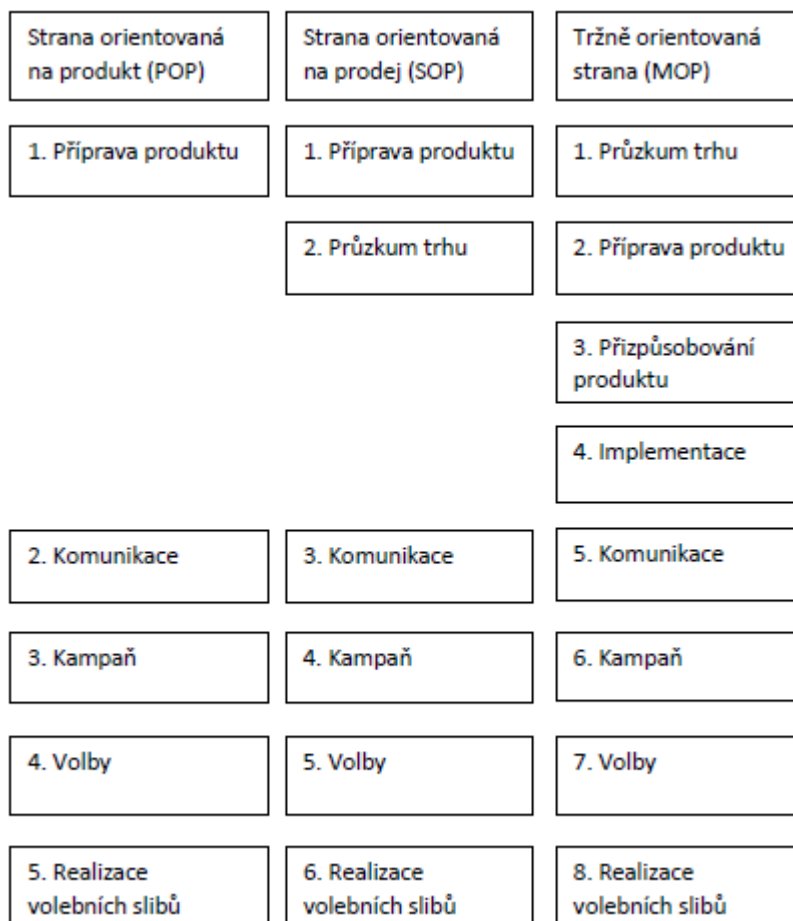 Strana orientovaná
na produkt (POP)
Strana orientovaná
na prodej (SOP)
Tržně orientovaná
strana (MOP)
1. Příprava produktu
1. Příprava produktu
1. Průzkum trhu
2. Průzkum trhu
2. Příprava produktu
3. Přizpůsobování
produktu
4. Implementace
2. Komunikace
3. Komunikace
5. Komunikace
3. Kampaň
4. Kampaň
6. Kampaň
4. Volby
5. Volby
7. Volby
5. Realizace
volebních slibů
6. Realizace
volebních slibů
8. Realizace
volebních slibů